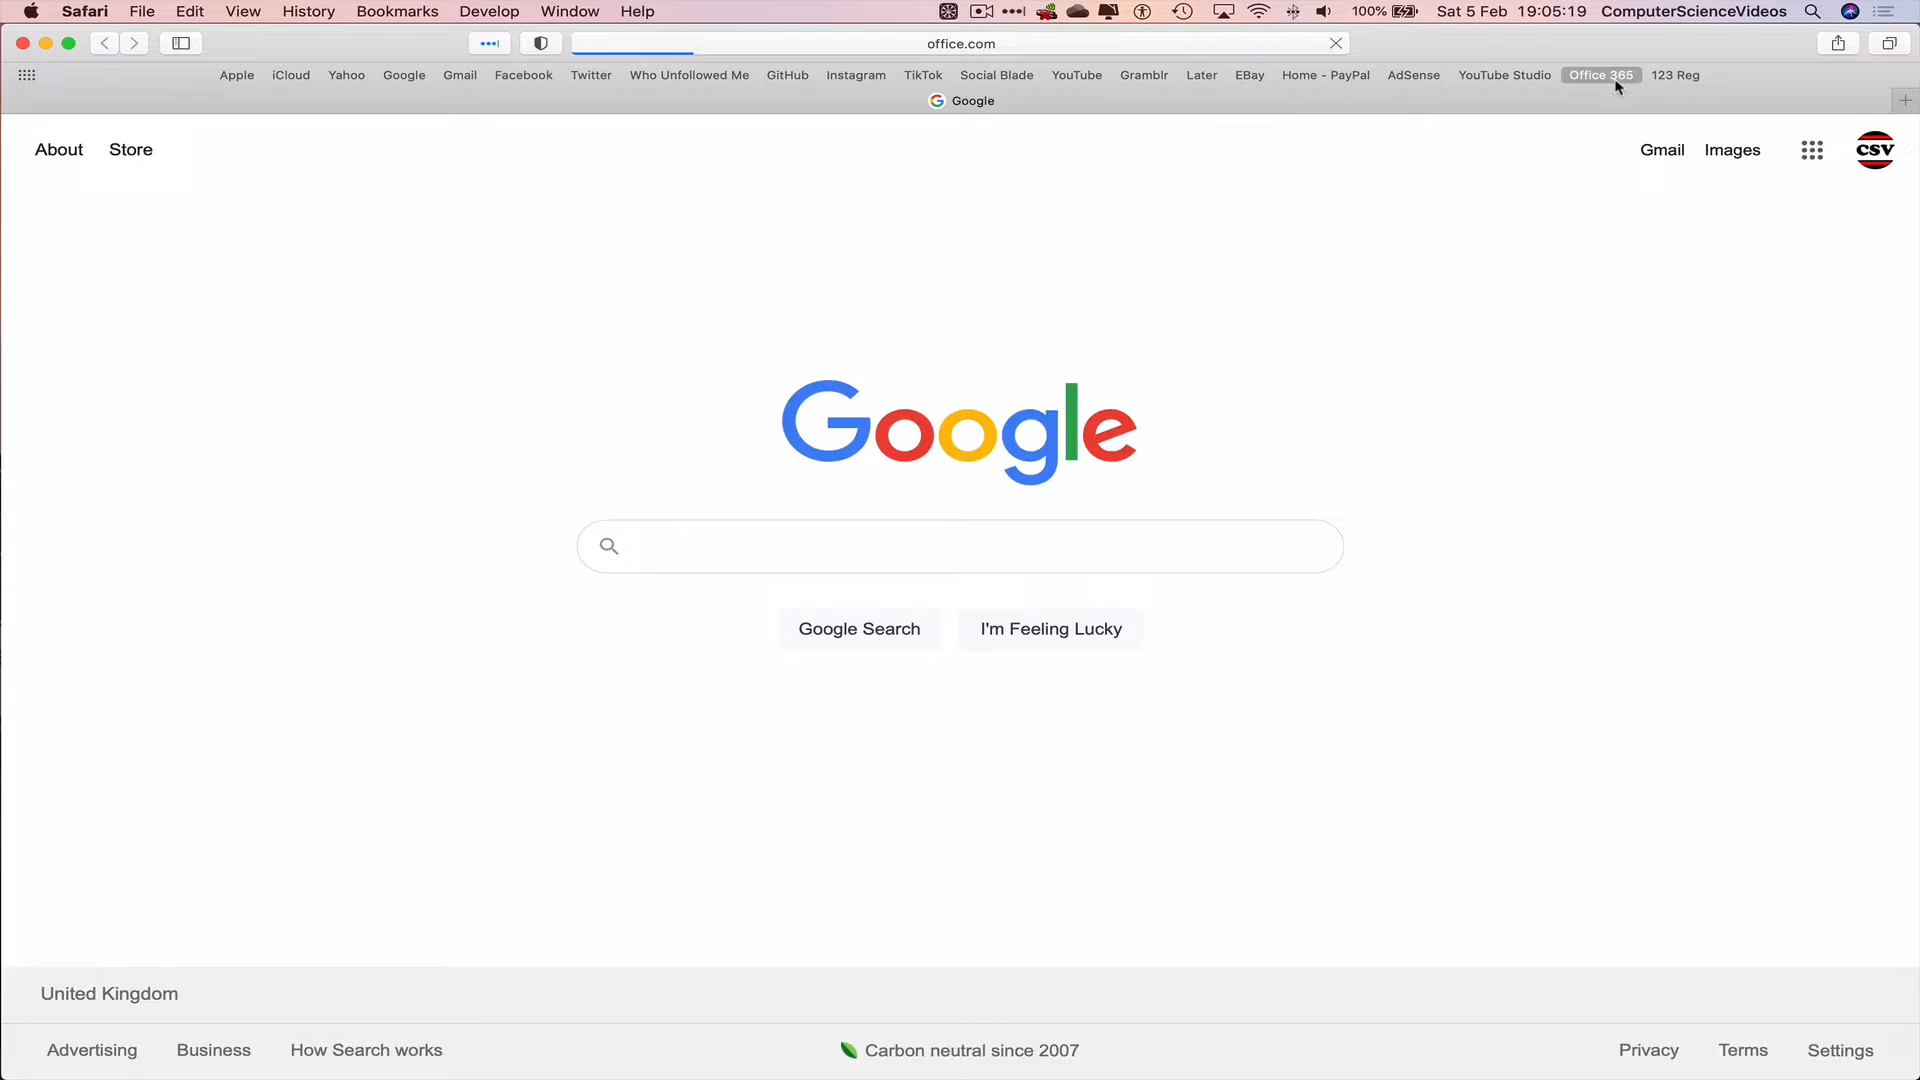 Safari File Edit View History Bookmarks Develop Window Help 100% Sat 5 Feb 19:05:19 ComputerScienceVideos
office.com
Apple iCloud Yahoo Google Gmail Facebook Twitter Who Unfollowed Me GitHub Instagram TikTok Social Blade YouTube Gramblr Later EBay Home - PayPal AdSense YouTube Studio Office 365 123 Reg
Google
About Store Gmail Images CSV
Google
Google Search I'm Feeling Lucky
United Kingdom
Advertising Business How Search works Carbon neutral since 2007 Privacy Terms Settings